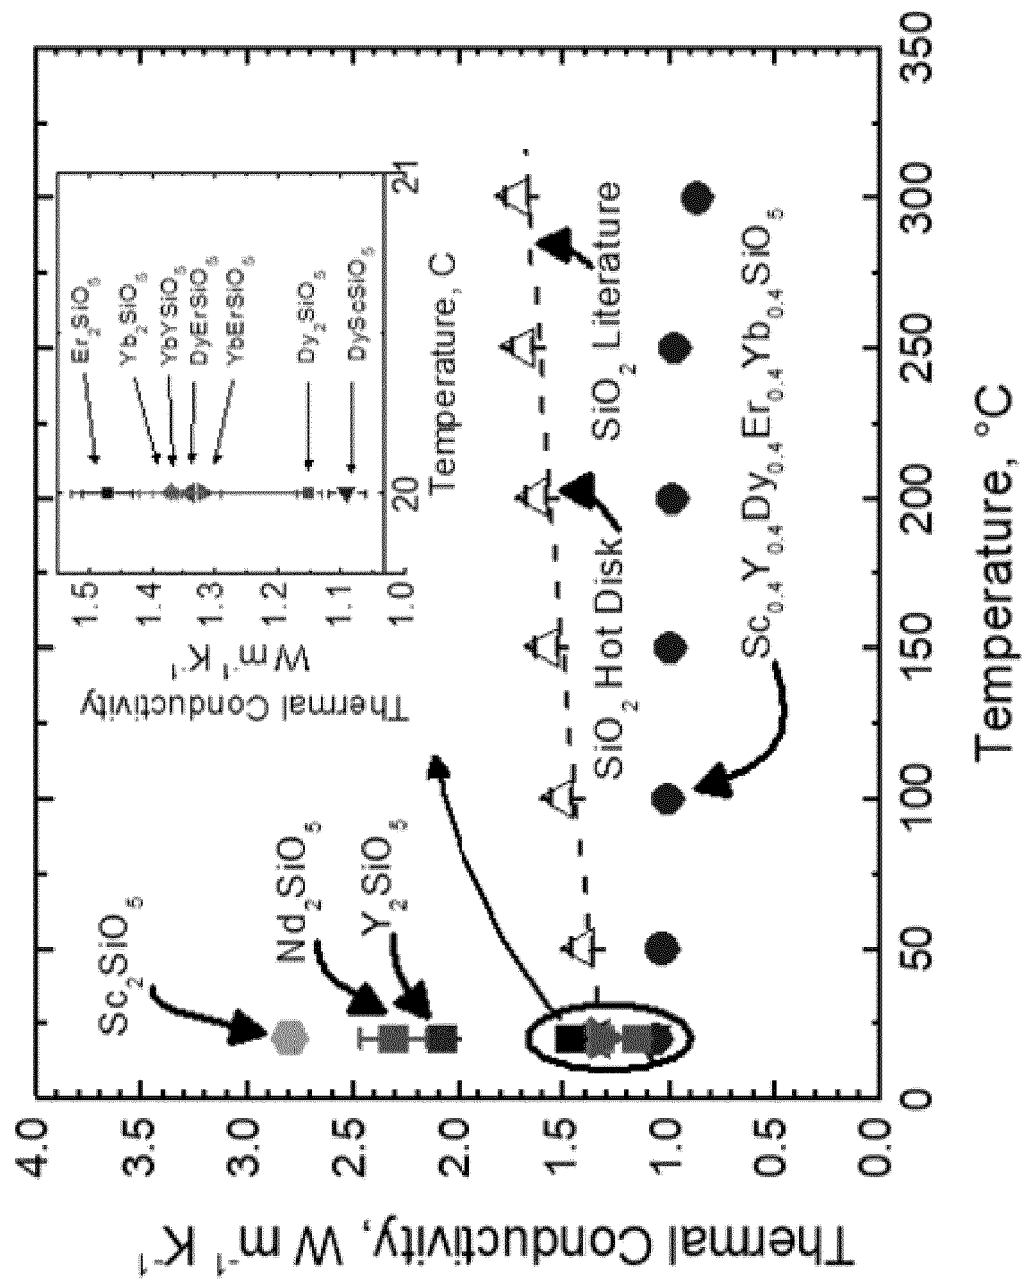 Thermal Conductivity, W m⁻¹ K⁻¹
4.0
3.5
3.0
2.5
2.0
1.5
1.0
0.5
0.0
0
50
100
150
200
250
300
350
Temperature, °C
Sc₂SiO₅
Nd₂SiO₅
Y₂SiO₅
SiO₂ Hot Disk
SiO₂ Literature
Sc₀.₄Y₀.₄Dy₀.₄Er₀.₄Yb₀.₄SiO₅
Thermal Conductivity
W m⁻¹ K⁻¹
1.5
1.4
1.3
1.2
1.1
1.0
20
21
Temperature, C
Er₂SiO₅
Yb₂SiO₅
YbYSiO₅
DyErSiO₅
YbErSiO₅
Dy₂SiO₅
DyScSiO₅